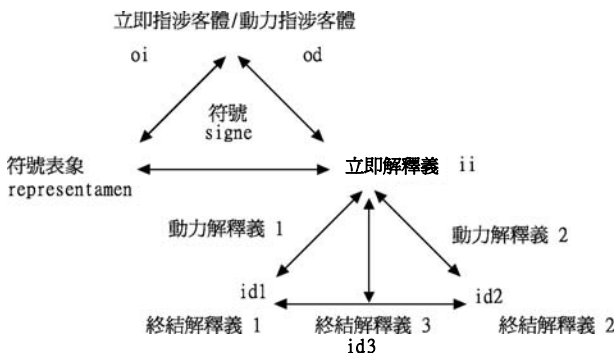 立即指涉客體/動力指涉客體
oi od
符號
signe
符號表象 立即解釋義 ii
representamen
動力解釋義 1 動力解釋義 2
id1 id2
終結解釋義 1 終結解釋義 3 終結解釋義 2
id3